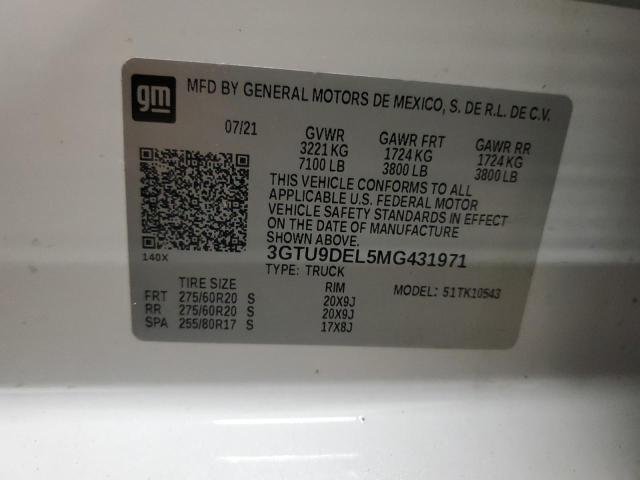 gm
MFD BY GENERAL MOTORS DE MEXICO, S. DE R.L. DE C.V.
07/21 GVWR GAWR FRT GAWR RR
3221 KG 1724 KG 1724 KG
7100 LB 3800 LB 3800 LB
THIS VEHICLE CONFORMS TO ALL
APPLICABLE U.S. FEDERAL MOTOR
VEHICLE SAFETY STANDARDS IN EFFECT
ON THE DATE OF MANUFACTURE
SHOWN ABOVE.
140X
3GTU9DEL5MG431971
TYPE: TRUCK
TIRE SIZE RIM MODEL: 51TK10543
FRT 275/60R20 S 20X9J
RR 275/60R20 S 20X9J
SPA 255/80R17 S 17X8J